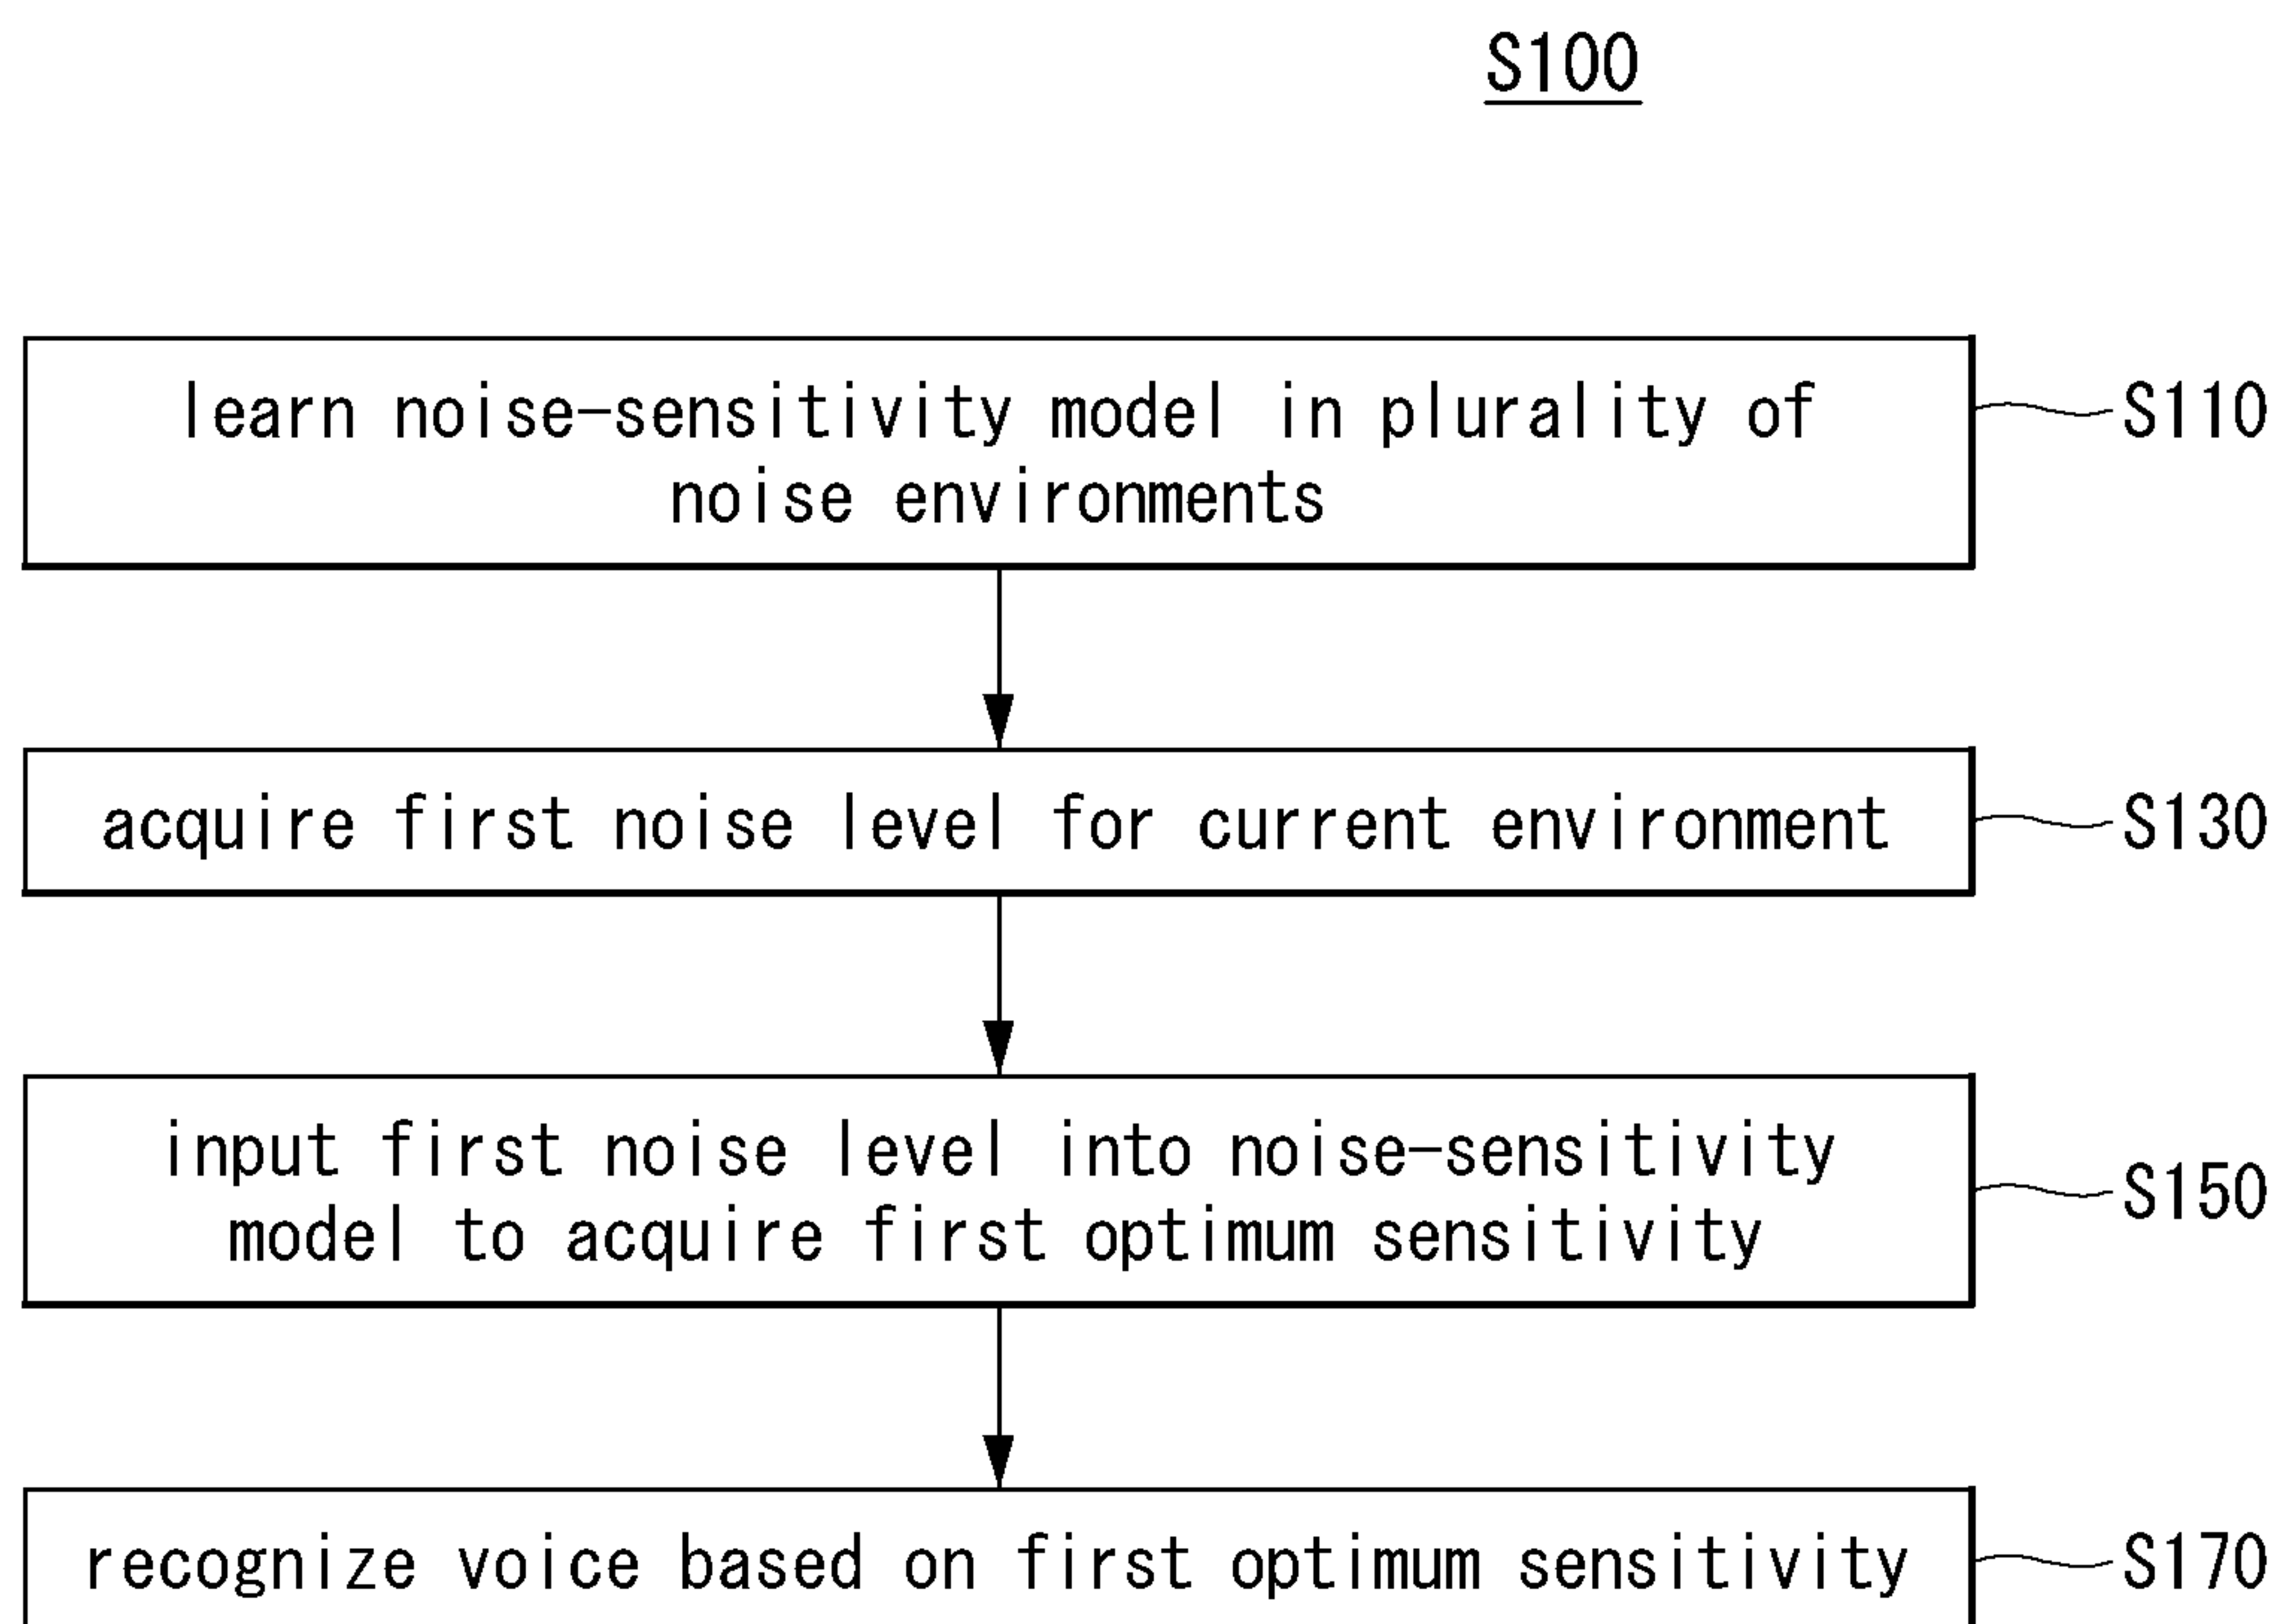 S100
learn noise-sensitivity model in plurality of
noise environments
S110
acquire first noise level for current environment
S130
input first noise level into noise-sensitivity
model to acquire first optimum sensitivity
S150
recognize voice based on first optimum sensitivity
S170